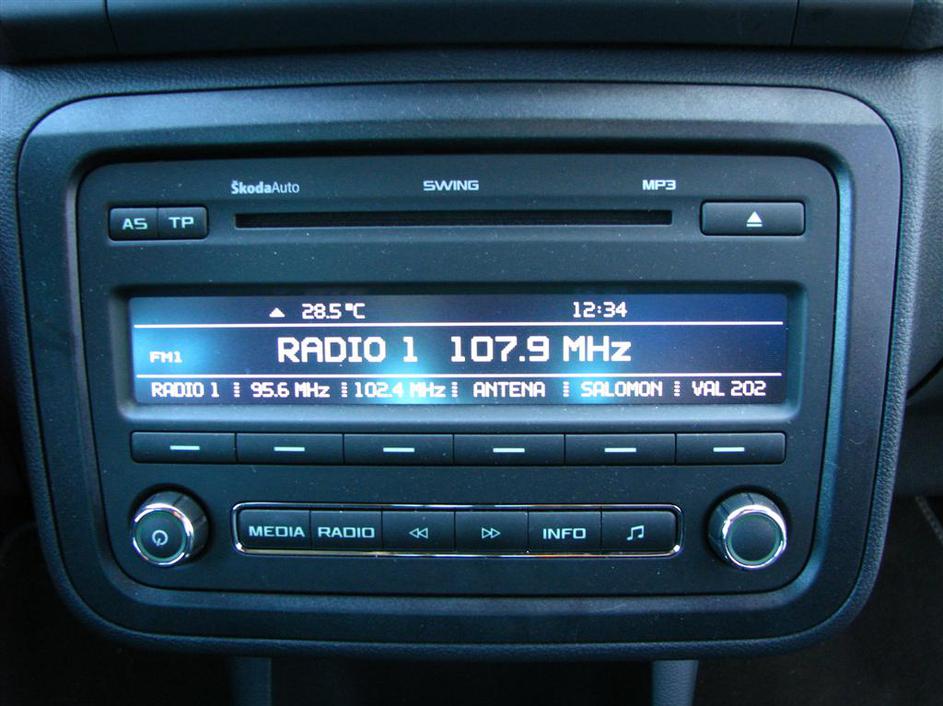 ŠkodaAuto SWING MP3
AS TP
28.5°C 12:34
FM1 RADIO 1 107.9 MHz
RADIO 1 95.6 MHz 102.4 MHz ANTENA SALOMON VAL 202
MEDIA RADIO INFO